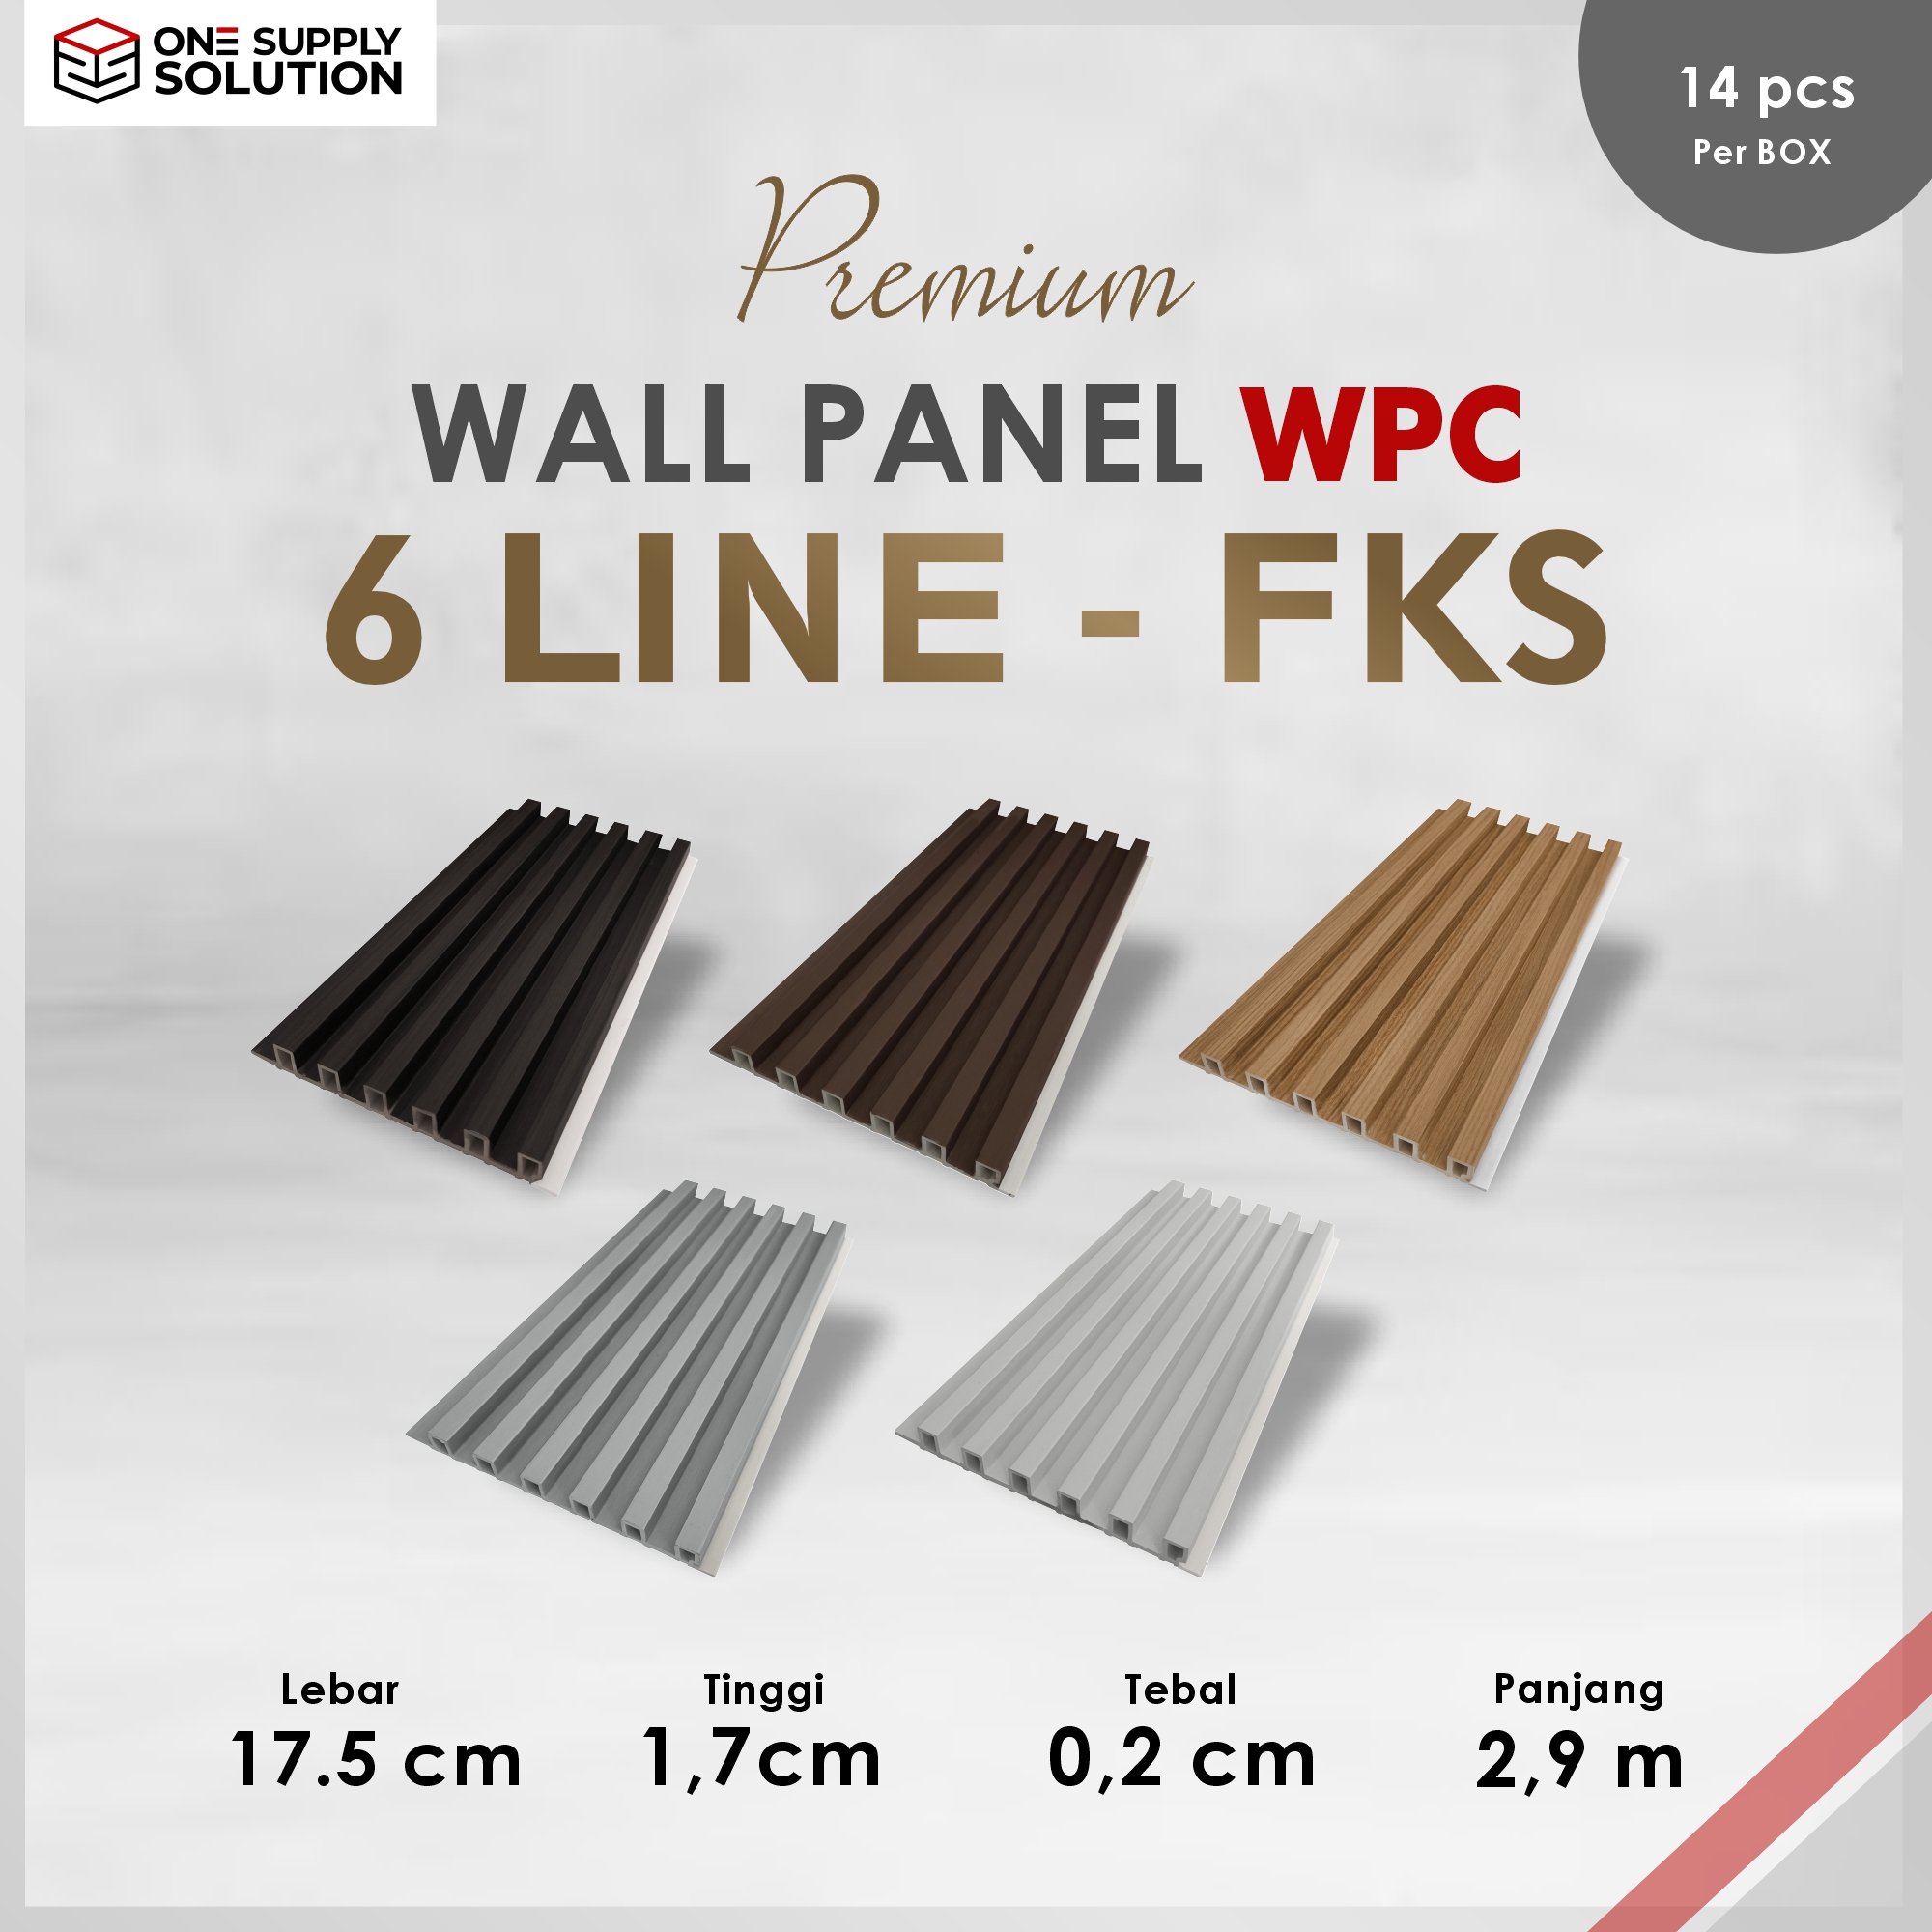 ONE SUPPLY
SOLUTION
14 pcs
Per BOX
Premium
WALL PANEL WPC
6 LINE - FKS
Lebar
17.5 cm
Tinggi
1,7cm
Tebal
0,2 cm
Panjang
2,9 m